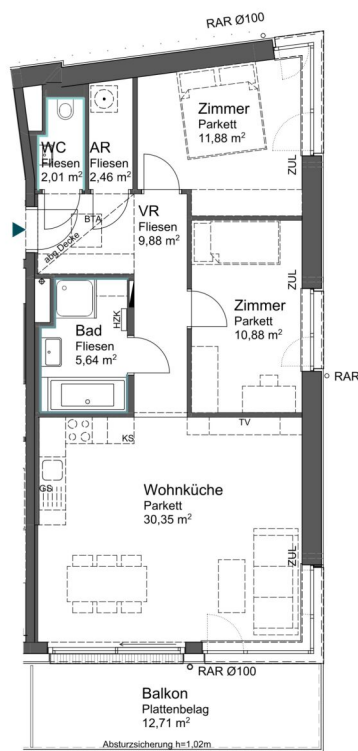 RAR Ø100
Zimmer
Parkett
11,88 m²
ZUL
WC
Fliesen
2,01 m²
AR
Fliesen
2,46 m²
VR
Fliesen
9,88 m²
BTA
abg Decke
ZUL
Zimmer
Parkett
10,88 m²
HZK
Bad
Fliesen
5,64 m²
RAR
TV
KS
GS
Wohnküche
Parkett
30,35 m²
ZUL
RAR Ø100
Balkon
Plattenbelag
12,71 m²
Absturzsicherung h=1,02m